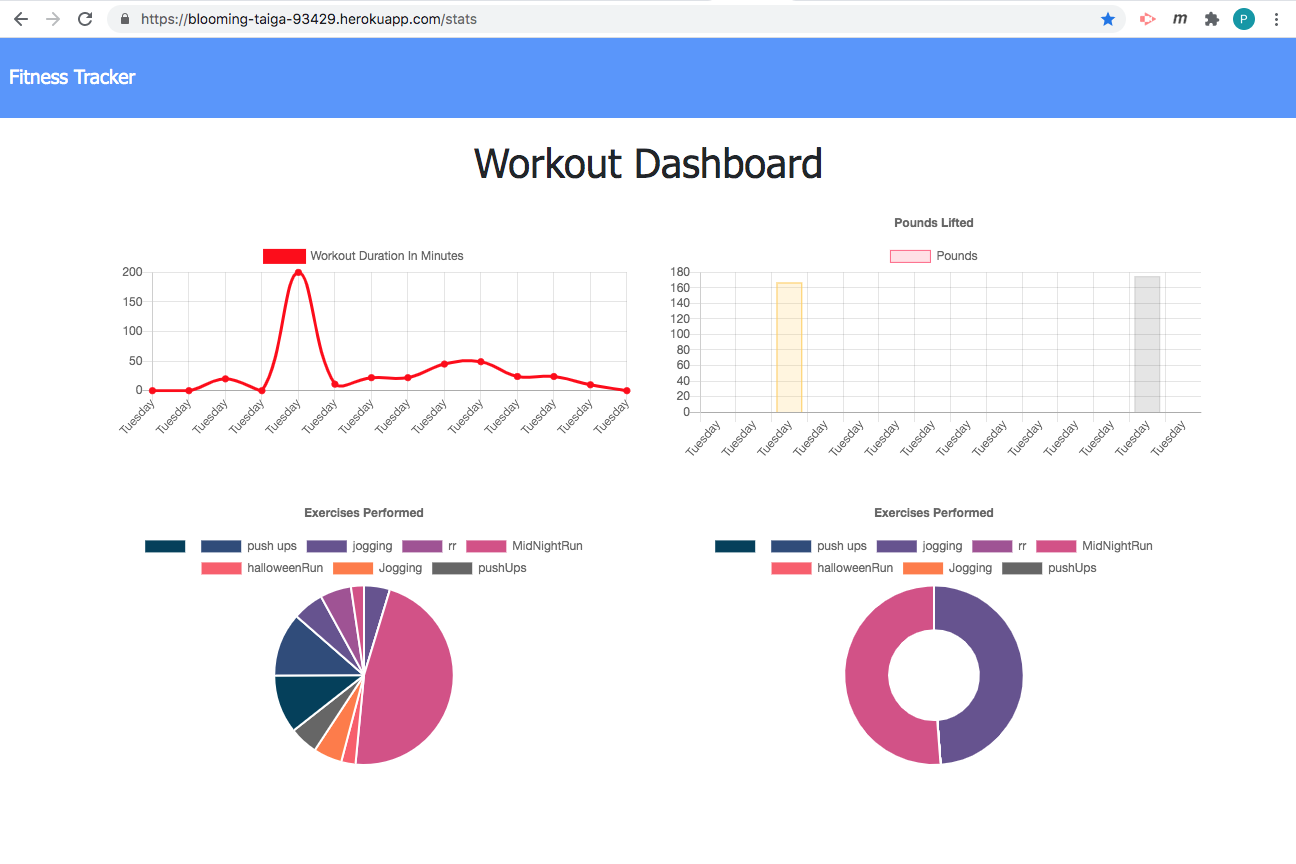 https://blooming-taiga-93429.herokuapp.com/stats
m
P
Fitness Tracker
Workout Dashboard
Workout Duration In Minutes
200
150
100
50
0
Tuesday Tuesday Tuesday Tuesday Tuesday Tuesday Tuesday Tuesday Tuesday Tuesday Tuesday Tuesday Tuesday Tuesday
Pounds Lifted
Pounds
180
160
140
120
100
80
60
40
20
0
Tuesday Tuesday Tuesday Tuesday Tuesday Tuesday Tuesday Tuesday Tuesday Tuesday Tuesday Tuesday Tuesday Tuesday
Exercises Performed
push ups jogging rr MidNightRun
halloweenRun Jogging pushUps
Exercises Performed
push ups jogging rr MidNightRun
halloweenRun Jogging pushUps